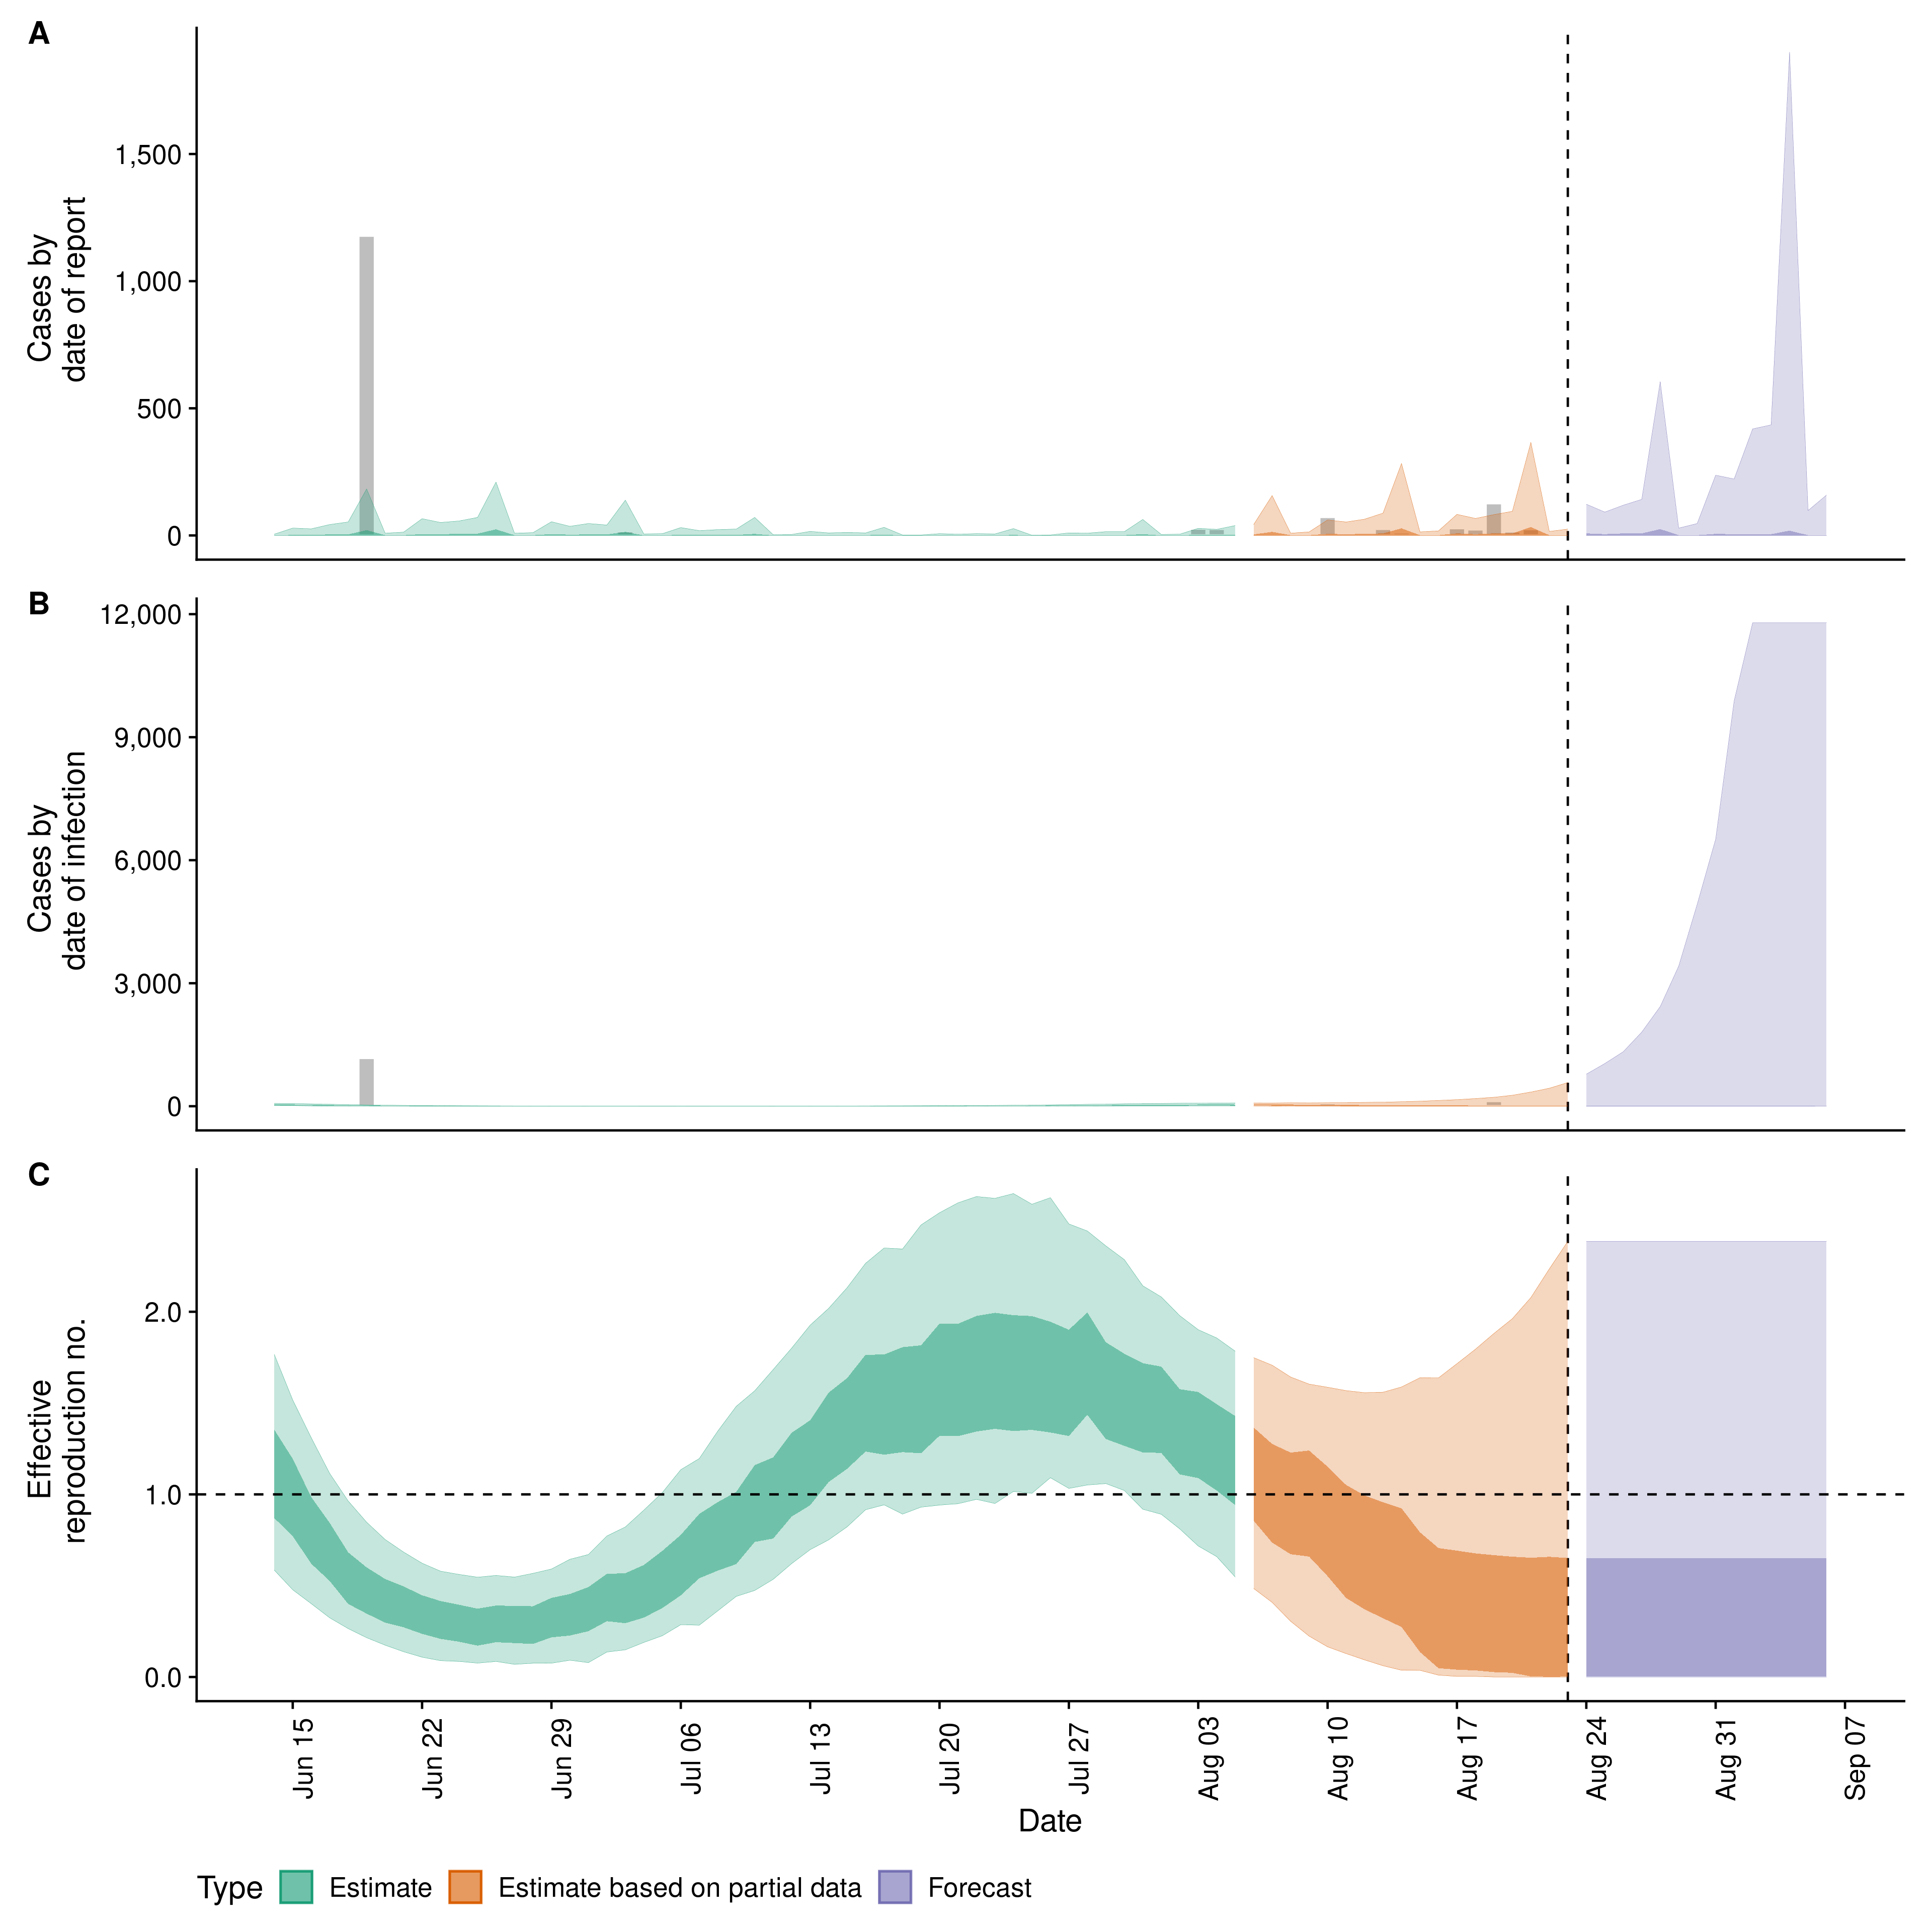 A
Cases by
date of report
1,500
1,000
500
0
B
Cases by
date of infection
12,000
9,000
6,000
3,000
0
C
Effective
reproduction no.
2.0
1.0
0.0
Jun 15
Jun 22
Jun 29
Jul 06
Jul 13
Jul 20
Jul 27
Aug 03
Aug 10
Aug 17
Aug 24
Aug 31
Sep 07
Date
Type Estimate Estimate based on partial data Forecast